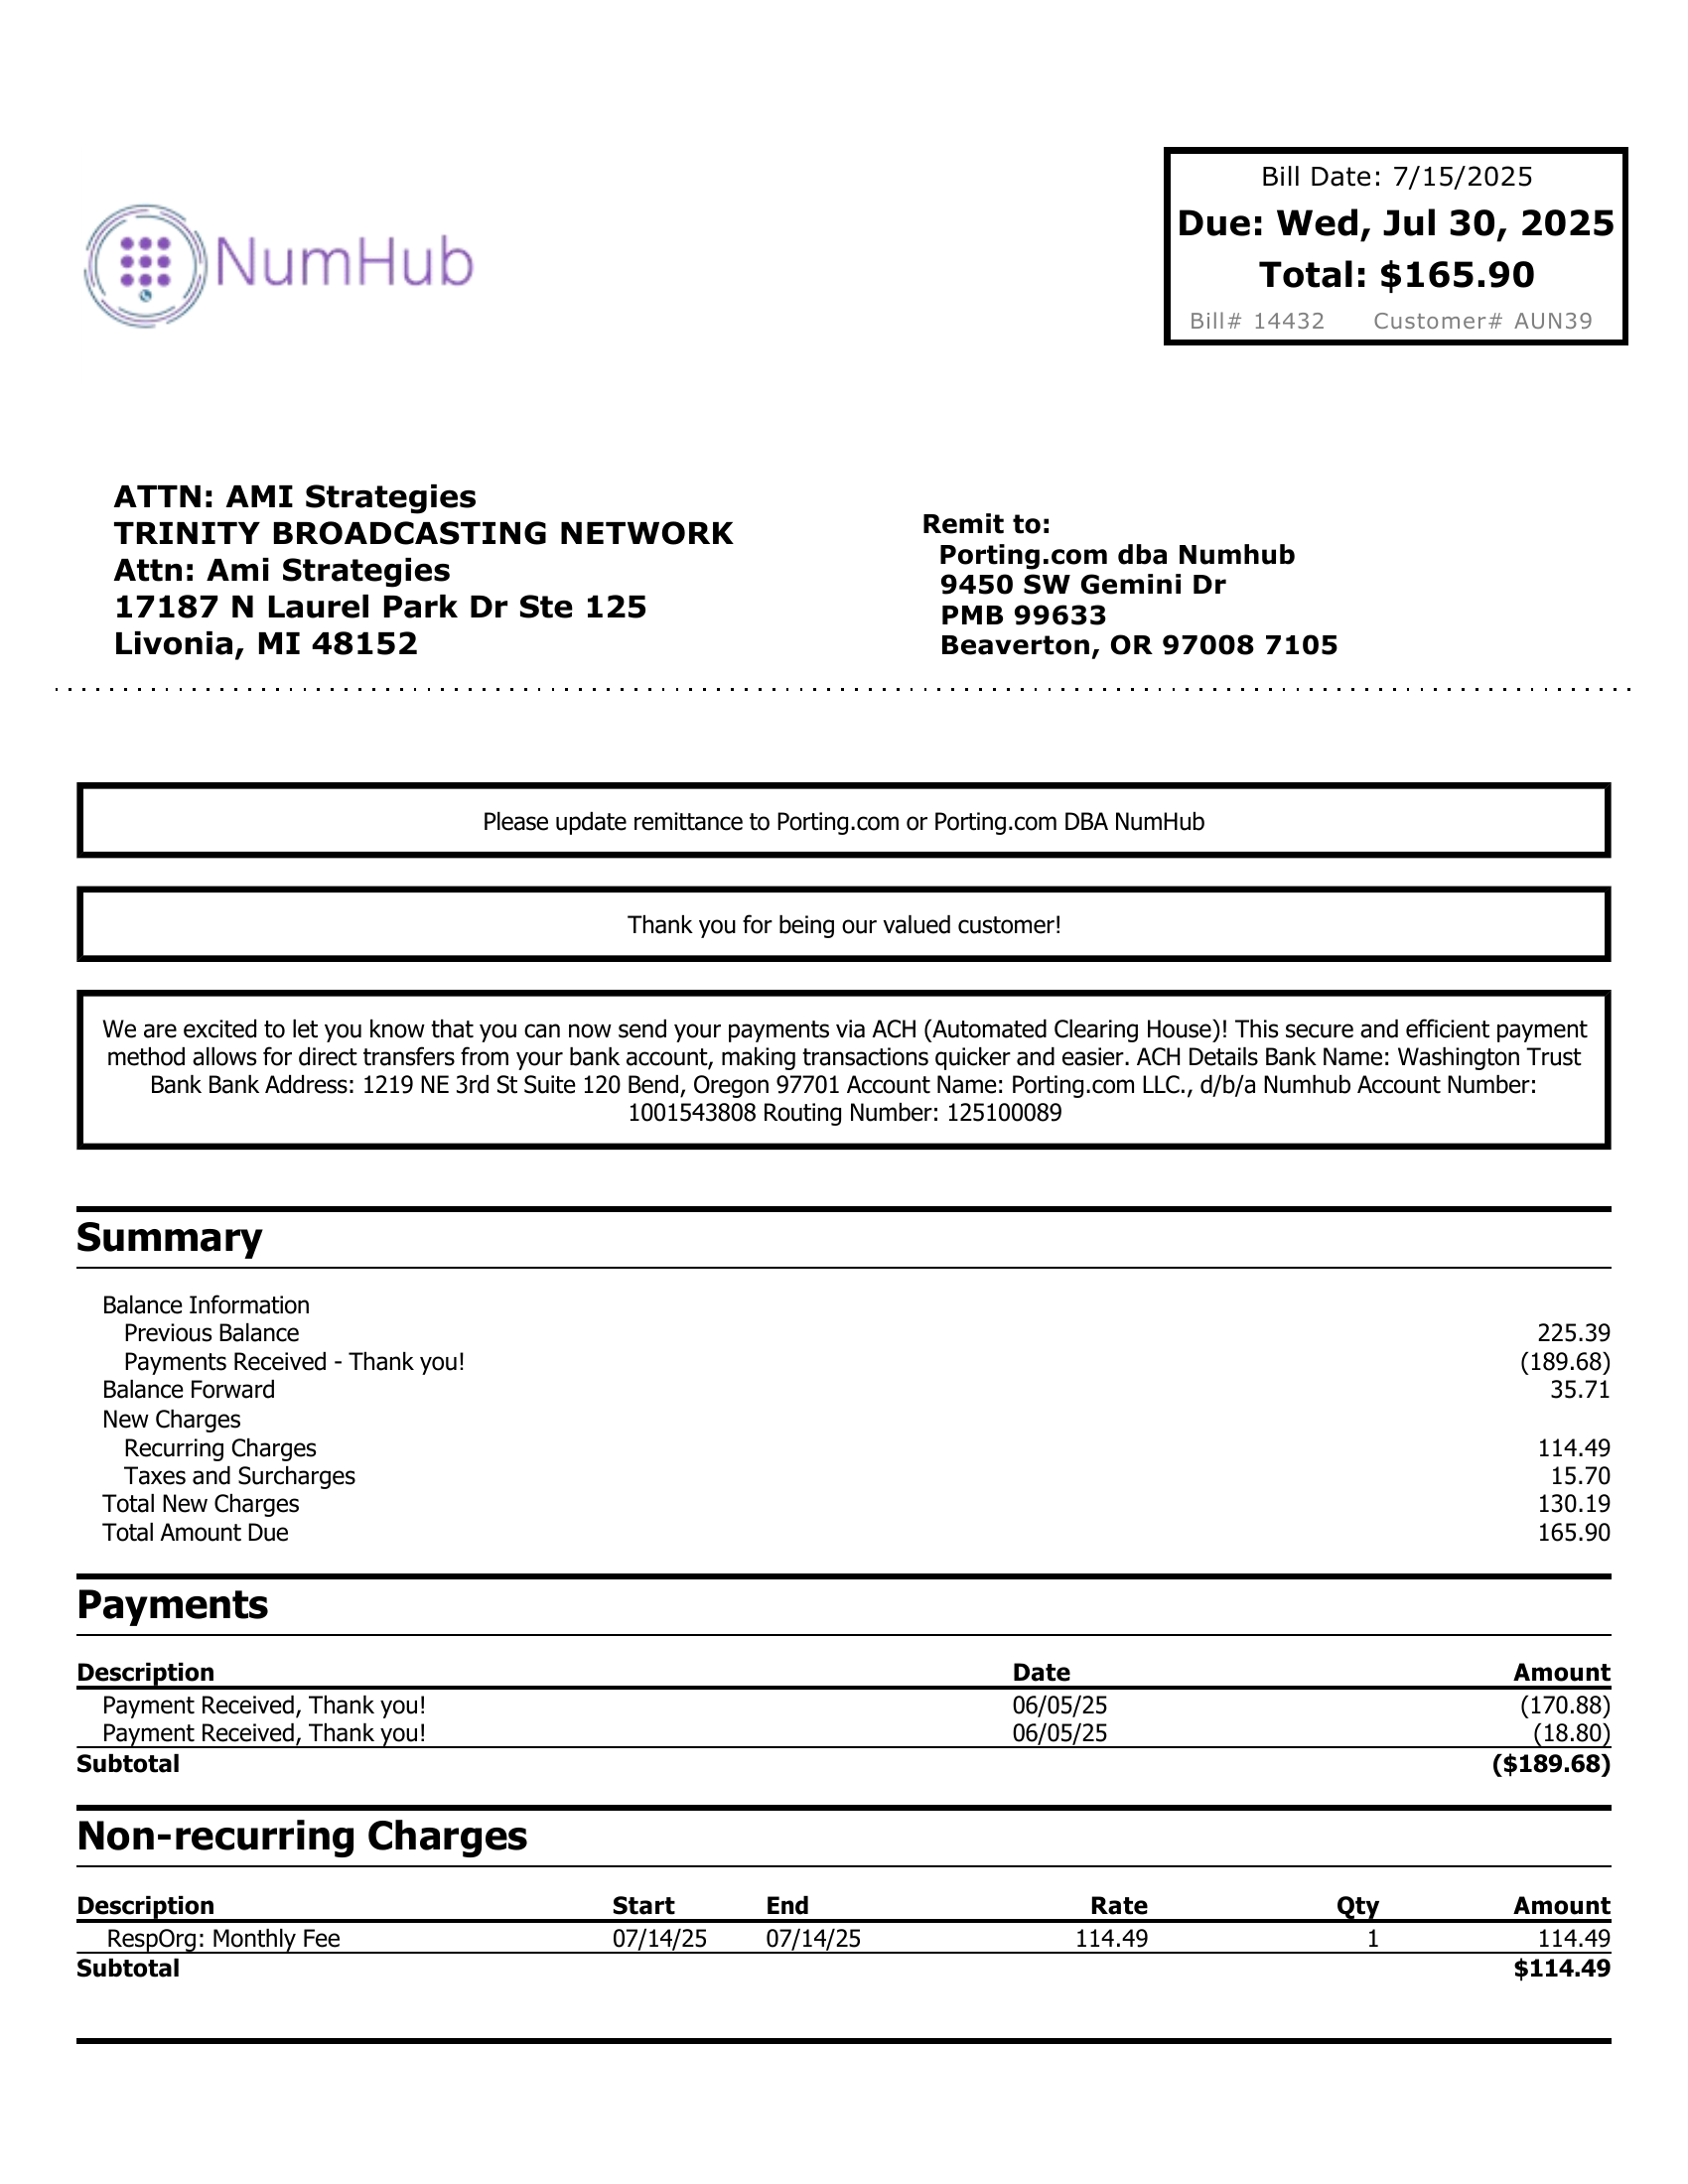 NumHub
Bill Date: 7/15/2025
Due: Wed, Jul 30, 2025
Total: $165.90
Bill# 14432 Customer# AUN39
ATTN: AMI Strategies
TRINITY BROADCASTING NETWORK
Attn: Ami Strategies
17187 N Laurel Park Dr Ste 125
Livonia, MI 48152
Remit to:
Porting.com dba Numhub
9450 SW Gemini Dr
PMB 99633
Beaverton, OR 97008 7105
Please update remittance to Porting.com or Porting.com DBA NumHub
Thank you for being our valued customer!
We are excited to let you know that you can now send your payments via ACH (Automated Clearing House)! This secure and efficient payment
method allows for direct transfers from your bank account, making transactions quicker and easier. ACH Details Bank Name: Washington Trust
Bank Bank Address: 1219 NE 3rd St Suite 120 Bend, Oregon 97701 Account Name: Porting.com LLC., d/b/a Numhub Account Number:
1001543808 Routing Number: 125100089
Summary
Balance Information
Previous Balance 225.39
Payments Received - Thank you! (189.68)
Balance Forward 35.71
New Charges
Recurring Charges 114.49
Taxes and Surcharges 15.70
Total New Charges 130.19
Total Amount Due 165.90
Payments
Description Date Amount
Payment Received, Thank you! 06/05/25 (170.88)
Payment Received, Thank you! 06/05/25 (18.80)
Subtotal ($189.68)
Non-recurring Charges
Description Start End Rate Qty Amount
RespOrg: Monthly Fee 07/14/25 07/14/25 114.49 1 114.49
Subtotal $114.49